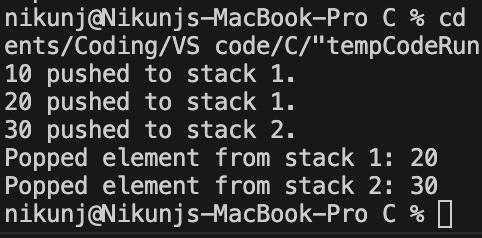 nikunj@Nikunjs-MacBook-Pro C % cd
ents/Coding/VS code/C/"tempCodeRun
10 pushed to stack 1.
20 pushed to stack 1.
30 pushed to stack 2.
Popped element from stack 1: 20
Popped element from stack 2: 30
nikunj@Nikunjs-MacBook-Pro C %